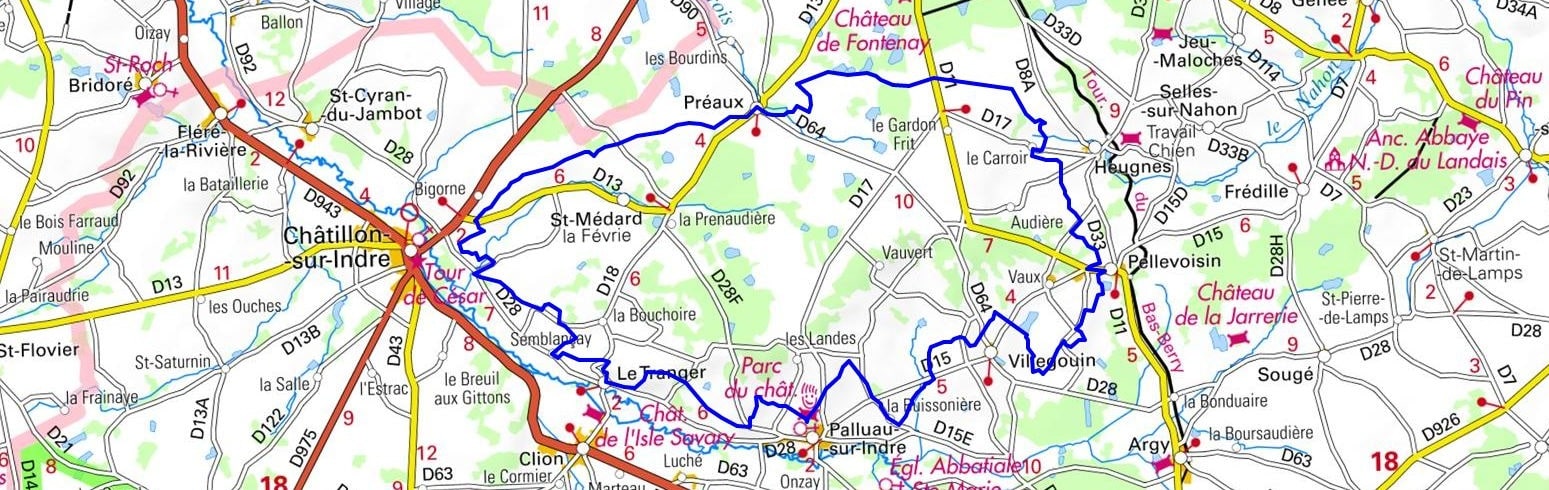 Village
Ballon
11
8
D90
5
D13
Château
de Fontenay
D33D
D3
D8
Jeu-
-Maloches
5
D114
2
D34A
Oizay
D92
les Bourdins
D11
D8A
Tour-
9
Nahon
D7
4
6
Château
du Pin
St-Roch
Bridoré
12
St-Cyran-
du-Jambot
Préaux
D64
le Gardon
Frit
D17
Selles-
-sur-Nahon
Travail
Chien
le
Anc. Abbaye
N.-D. du Landais
Fléré-
-la-Rivière
2
10
D28
4
le Carroir
Heugnes
D33B
D92
la Bataillerie
D943
4
Bigorne
6
D13
D17
10
Frédille
D7
5
D23
3
le Bois Farraud
Mouline
Châtillon-
-sur-Indre
St-Médard
la Février
la Prenaudière
Audière
D33
du
D15D
6
D15
D28H
St-Martin-
-de-Lamps
2
7
Vauvert
Vaux
Pellevoisin
la Pairaudrie
D13
11
les Ouches
Tour
de César
7
D28
D18
6
D28F
D64
4
Château
de la Jarrerie
St-Pierre-
-de-Lamps
2
D28
la Bouchoire
D11
Bas-Berry
St-Flovier
St-Saturnin
D13B
D43
8
Semblançay
les Landes
D15
Villegouin
5
9
D28
3
D7
la Salle
l'Estrac
le Breuil
aux Gittons
Le Tranger
Parc
du chât.
5
D28
Sougé
la Frainaye
D13A
D122
9
2
Chât.
de l'Isle Savary
6
la Buissonière
la Bonduaire
D21
D975
12
D28
Palluau-
-sur-Indre
D15E
Argy
la Boursaudière
D926
6
8
D14
18
9
D63
le Cormier
Clion
6
Luché
Marteau
D63
2
Onzay
Egl. Abbatiale
Ste-Marie
10
D63
18